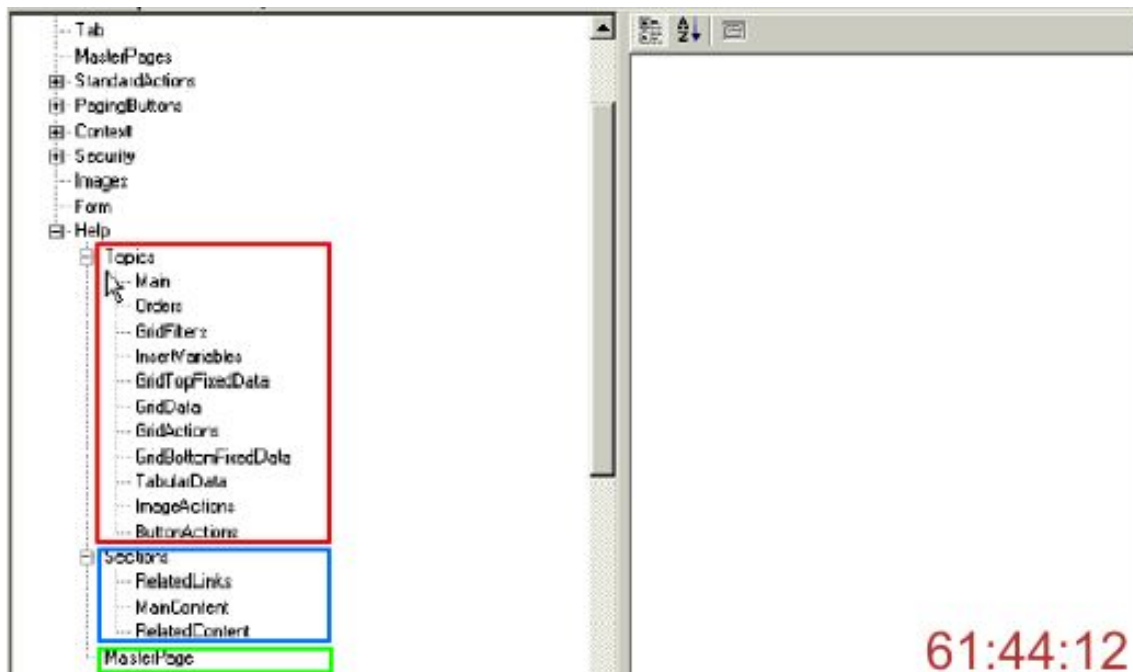 Tab
MasterPages
StandardActions
PagingButtons
Context
Security
Images
Form
Help
Topics
Main
Orders
GridFilters
InsertVariables
GridTopFixedData
GridData
GridActions
GridBottomFixedData
TabularData
ImageActions
ButtonActions
Sections
RelatedLinks
MainContent
RelatedContent
MasterPage
61:44:12